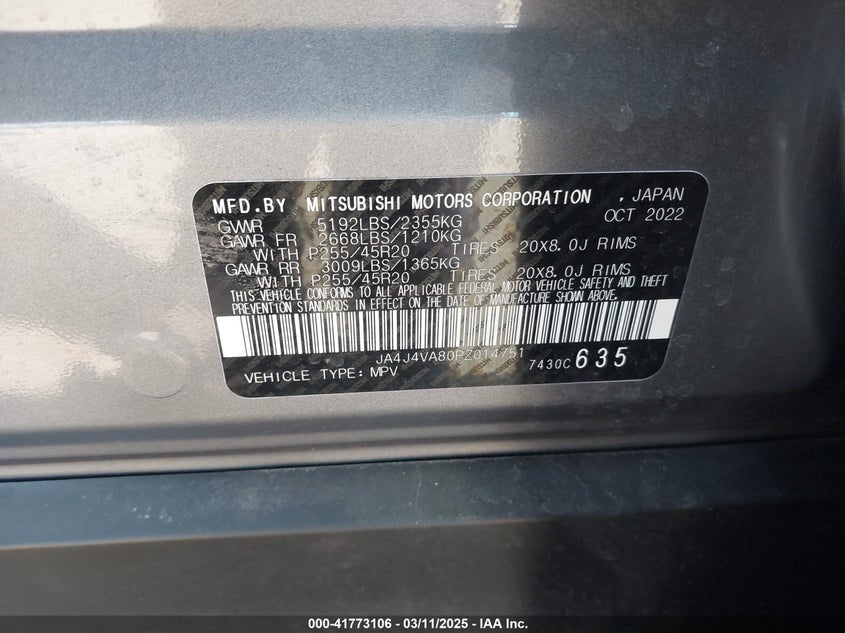 MFD.BY MITSUBISHI MOTORS CORPORATION , JAPAN
OCT 2022
GVWR 5192LBS/2355KG
GAWR FR 2668LBS/1210KG
WITH P255/45R20 TIRES 20X8.0J RIMS
GAWR RR 3009LBS/1365KG
WITH P255/45R20 TIRES 20X8.0J RIMS
THIS VEHICLE CONFORMS TO ALL APPLICABLE FEDERAL MOTOR VEHICLE SAFETY AND THEFT
PREVENTION STANDARDS IN EFFECT ON THE DATE OF MANUFACTURE SHOWN ABOVE.
JA4J4VA80PZ014751
VEHICLE TYPE: MPV 7430C 635
000-41773106 - 03/11/2025 - IAA Inc.